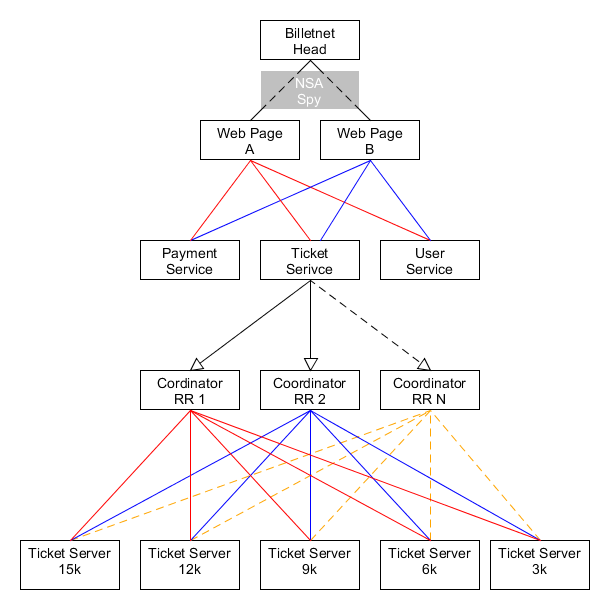 Billetnet
Head
NSA
Spy
Web Page
A
Web Page
B
Payment
Service
Ticket
Serivce
User
Service
Cordinator
RR 1
Coordinator
RR 2
Coordinator
RR N
Ticket Server
15k
Ticket Server
12k
Ticket Server
9k
Ticket Server
6k
Ticket Server
3k